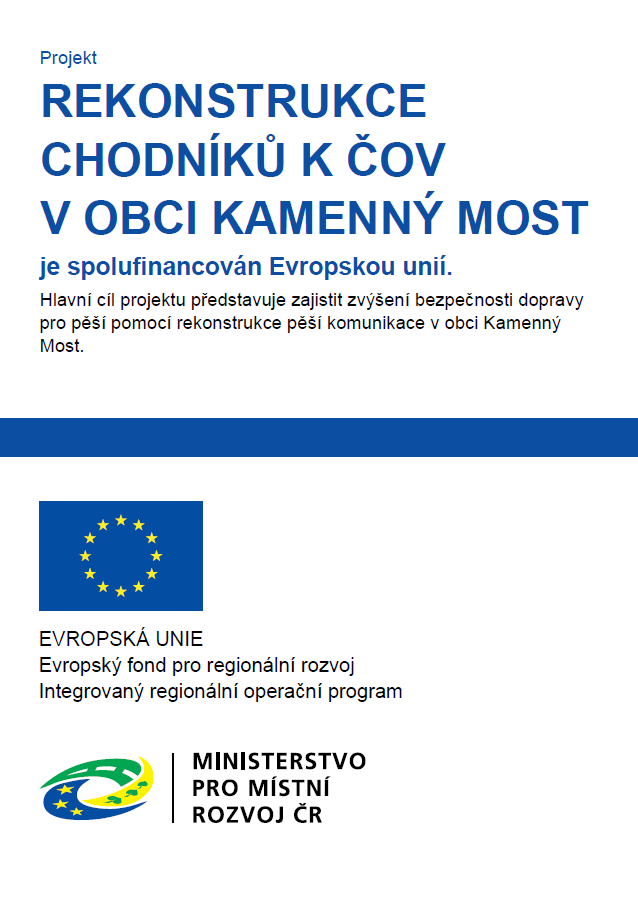 Projekt
REKONSTRUKCE
CHODNÍKŮ K ČOV
V OBCI KAMENNÝ MOST
je spolufinancován Evropskou unií.
Hlavní cíl projektu představuje zajistit zvýšení bezpečnosti dopravy
pro pěší pomocí rekonstrukce pěší komunikace v obci Kamenný
Most.
EVROPSKÁ UNIE
Evropský fond pro regionální rozvoj
Integrovaný regionální operační program
MINISTERSTVO
PRO MÍSTNÍ
ROZVOJ ČR